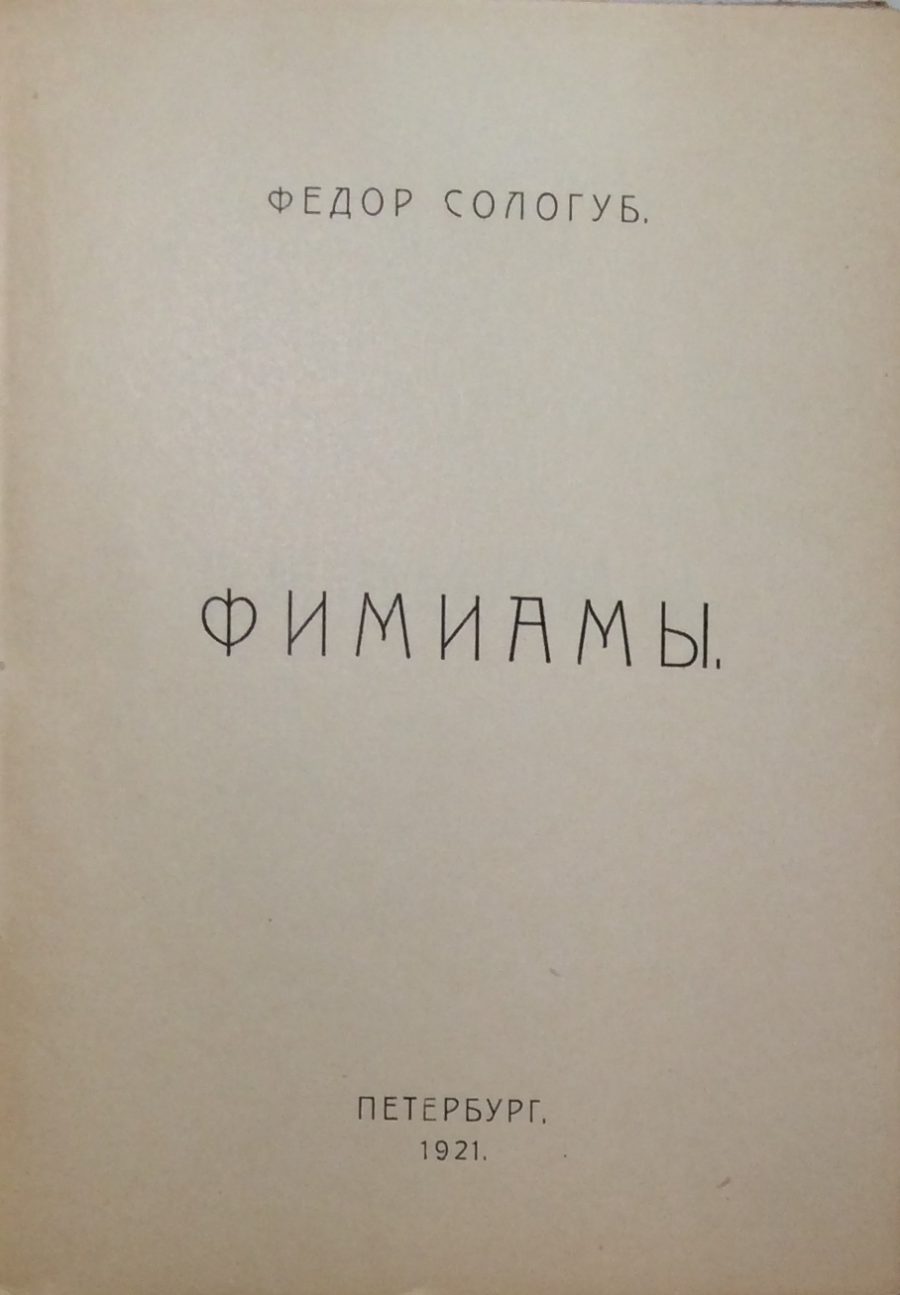 ФЕДОР СОЛОГУБ.
ФИМИАМЫ.
ПЕТЕРБУРГ.
1921.